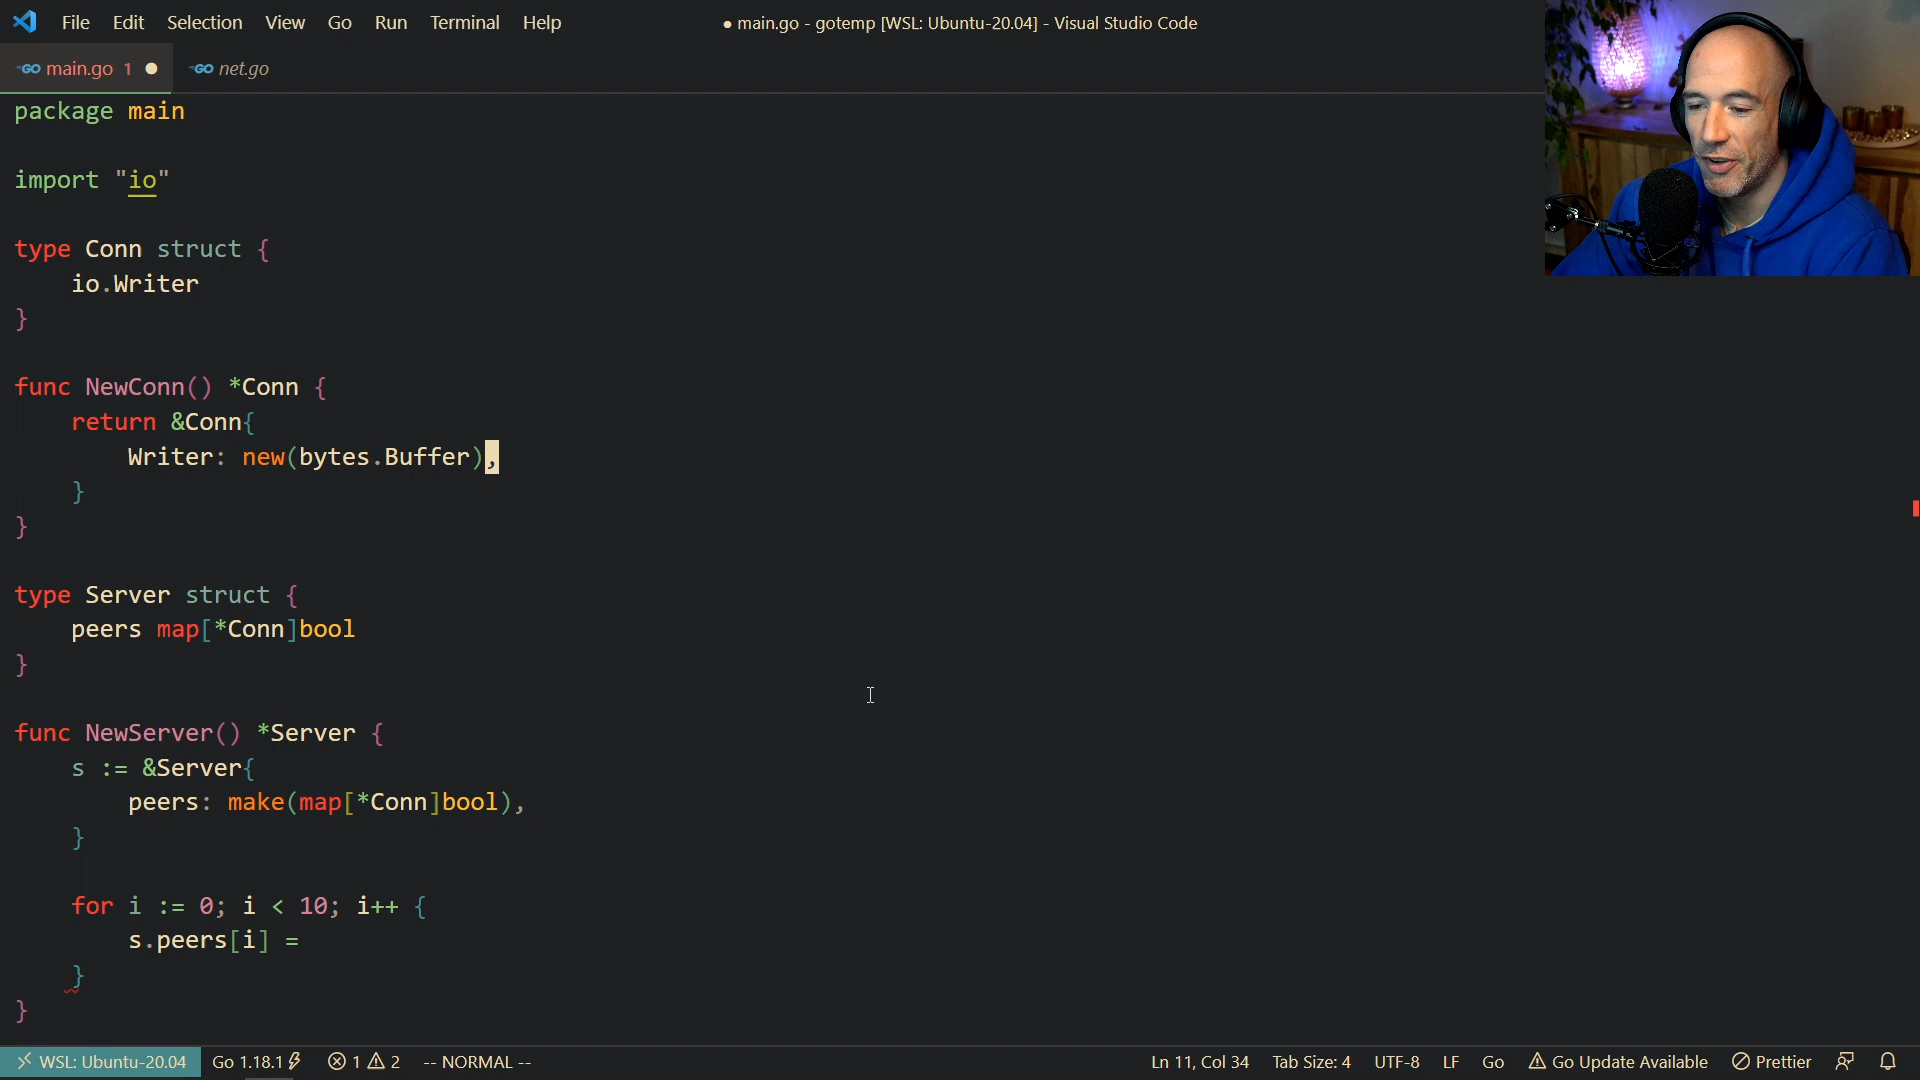 File Edit Selection View Go Run Terminal Help
● main.go - gotemp [WSL: Ubuntu-20.04] - Visual Studio Code
GO main.go 1 ● GO net.go
package main
import "io"
type Conn struct {
    io.Writer
}
func NewConn() *Conn {
    return &Conn{
        Writer: new(bytes.Buffer),
    }
}
type Server struct {
    peers map[*Conn]bool
}
func NewServer() *Server {
    s := &Server{
        peers: make(map[*Conn]bool),
    }
    for i := 0; i < 10; i++ {
        s.peers[i] =
    }
}
WSL: Ubuntu-20.04 Go 1.18.1 1 2 -- NORMAL -- Ln 11, Col 34 Tab Size: 4 UTF-8 LF Go Go Update Available Prettier